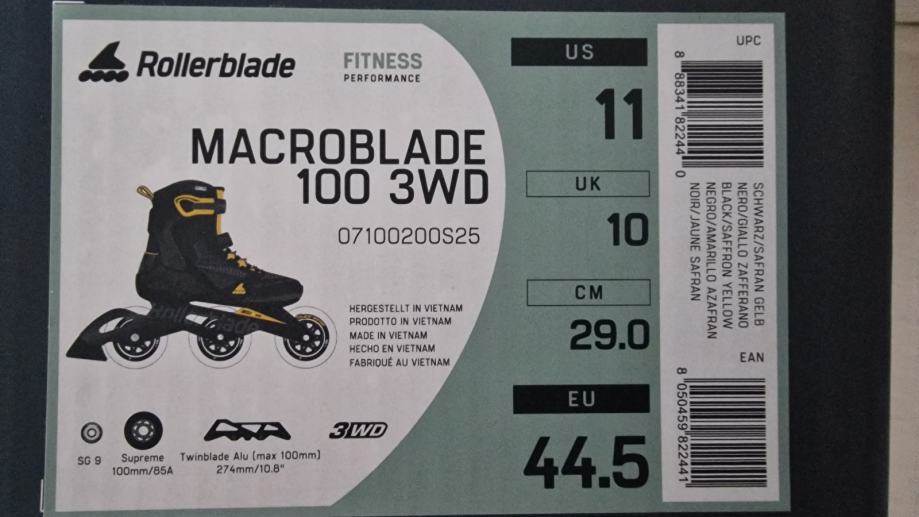 Rollerblade
FITNESS
PERFORMANCE
MACROBLADE
100 3WD
07100200S25
Rollerblade
HERGESTELLT IN VIETNAM
PRODOTTO IN VIETNAM
MADE IN VIETNAM
HECHO EN VIETNAM
FABRIQUÉ AU VIETNAM
SG 9
Supreme
100mm/85A
Twinblade Alu (max 100mm)
274mm/10.8"
3WD
US
11
UK
10
CM
29.0
EU
44.5
UPC
8 88341 82244 0
SCHWARZ/SAFRAN GELB
NERO/GIALLO ZAFFERANO
BLACK/SAFFRON YELLOW
NEGRO/AMARILLO AZAFRAN
NOIR/JAUNE SAFRAN
EAN
8 050459 822441